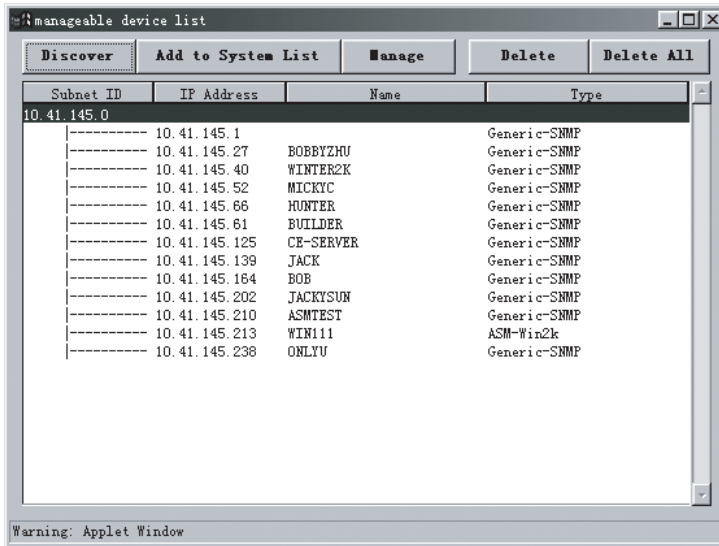 manageable device list
Discover Add to System List Manage Delete Delete All
Subnet ID IP Address Name Type
10.41.145.0
|---------- 10.41.145.1 Generic-SNMP
|---------- 10.41.145.27 BOBBYZHU Generic-SNMP
|---------- 10.41.145.40 WINTER2K Generic-SNMP
|---------- 10.41.145.52 MICKYC Generic-SNMP
|---------- 10.41.145.66 HUNTER Generic-SNMP
|---------- 10.41.145.61 BUILDER Generic-SNMP
|---------- 10.41.145.125 CE-SERVER Generic-SNMP
|---------- 10.41.145.139 JACK Generic-SNMP
|---------- 10.41.145.164 BOB Generic-SNMP
|---------- 10.41.145.202 JACKYSUN Generic-SNMP
|---------- 10.41.145.210 ASMTEST Generic-SNMP
|---------- 10.41.145.213 WIN111 ASM-Win2k
|---------- 10.41.145.238 ONLYU Generic-SNMP
Warning: Applet Window